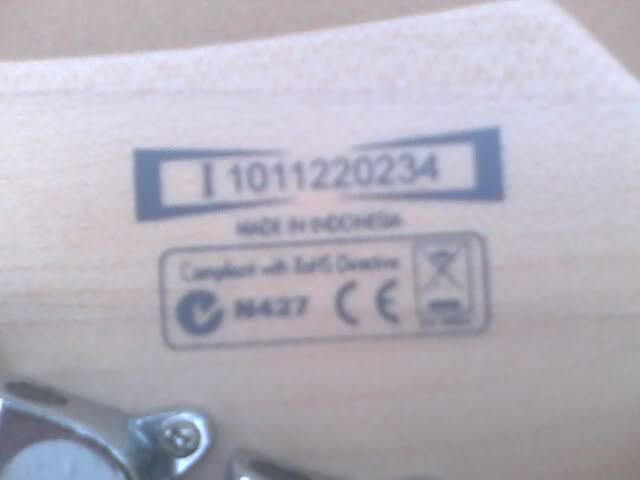 I 1011220234
MADE IN INDONESIA
Compliant with RoHS Directive
N427 CE